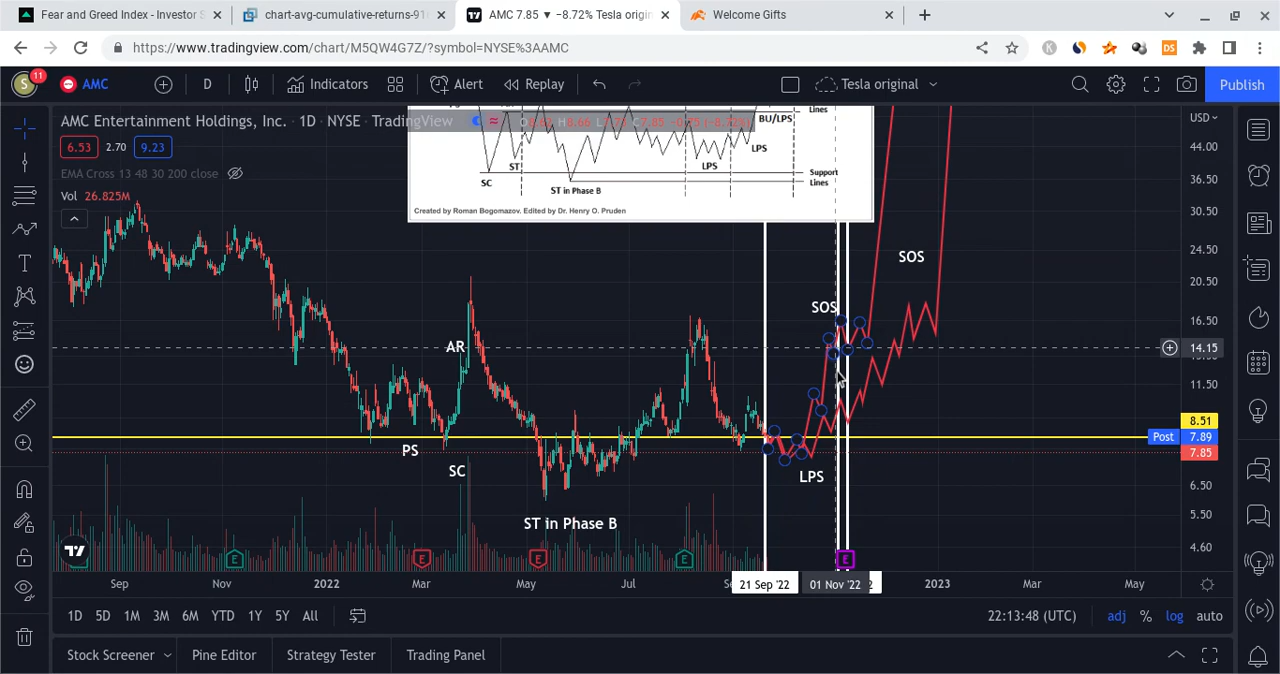 Fear and Greed Index - Investor S
chart-avg-cumulative-returns-91
AMC 7.85 ▼ −8.72% Tesla origin
Welcome Gifts
https://www.tradingview.com/chart/M5QW4G7Z/?symbol=NYSE%3AAMC
S
11
AMC
D
Indicators
Alert
Replay
Tesla original
Publish
AMC Entertainment Holdings, Inc. · 1D · NYSE · TradingView
6.53
2.70
9.23
EMA Cross 13 48 30 200 close
Vol 26.825M
Lines
BU/LPS
LPS
ST
LPS
SC
Support
Lines
ST in Phase B
Created by Roman Bogomazov. Edited by Dr. Henry O. Pruden
USD
44.00
36.50
30.50
24.50
20.50
16.50
14.15
11.50
8.51
Post 7.89
7.85
6.50
5.50
4.60
SOS
SOS
AR
PS
SC
LPS
ST in Phase B
E
E
E
E
E
Sep
Nov
2022
Mar
May
Jul
21 Sep '22
01 Nov '22
2023
Mar
May
1D
5D
1M
3M
6M
YTD
1Y
5Y
All
22:13:48 (UTC)
adj
%
log
auto
Stock Screener
Pine Editor
Strategy Tester
Trading Panel